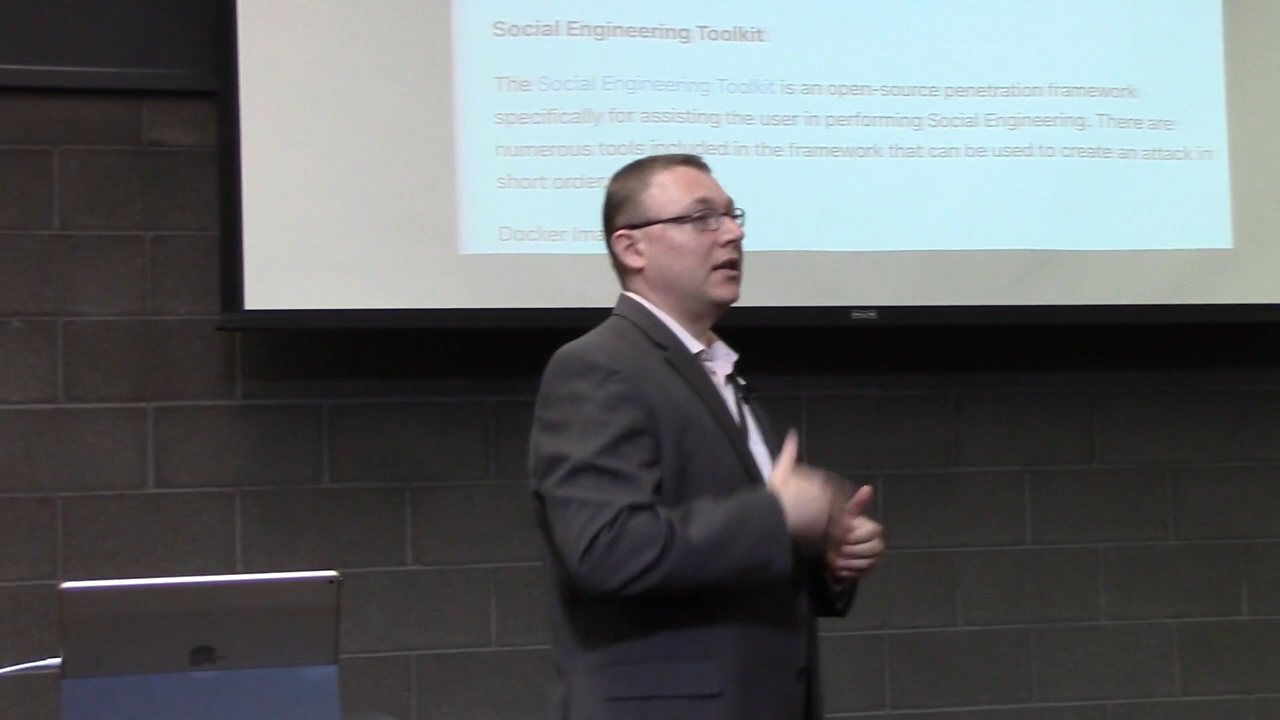 Social Engineering Toolkit
The Social Engineering Toolkit is an open-source penetration framework
specifically for assisting the user in performing Social Engineering. There are
numerous tools included in the framework that can be used to create an attack in
short order
Docker